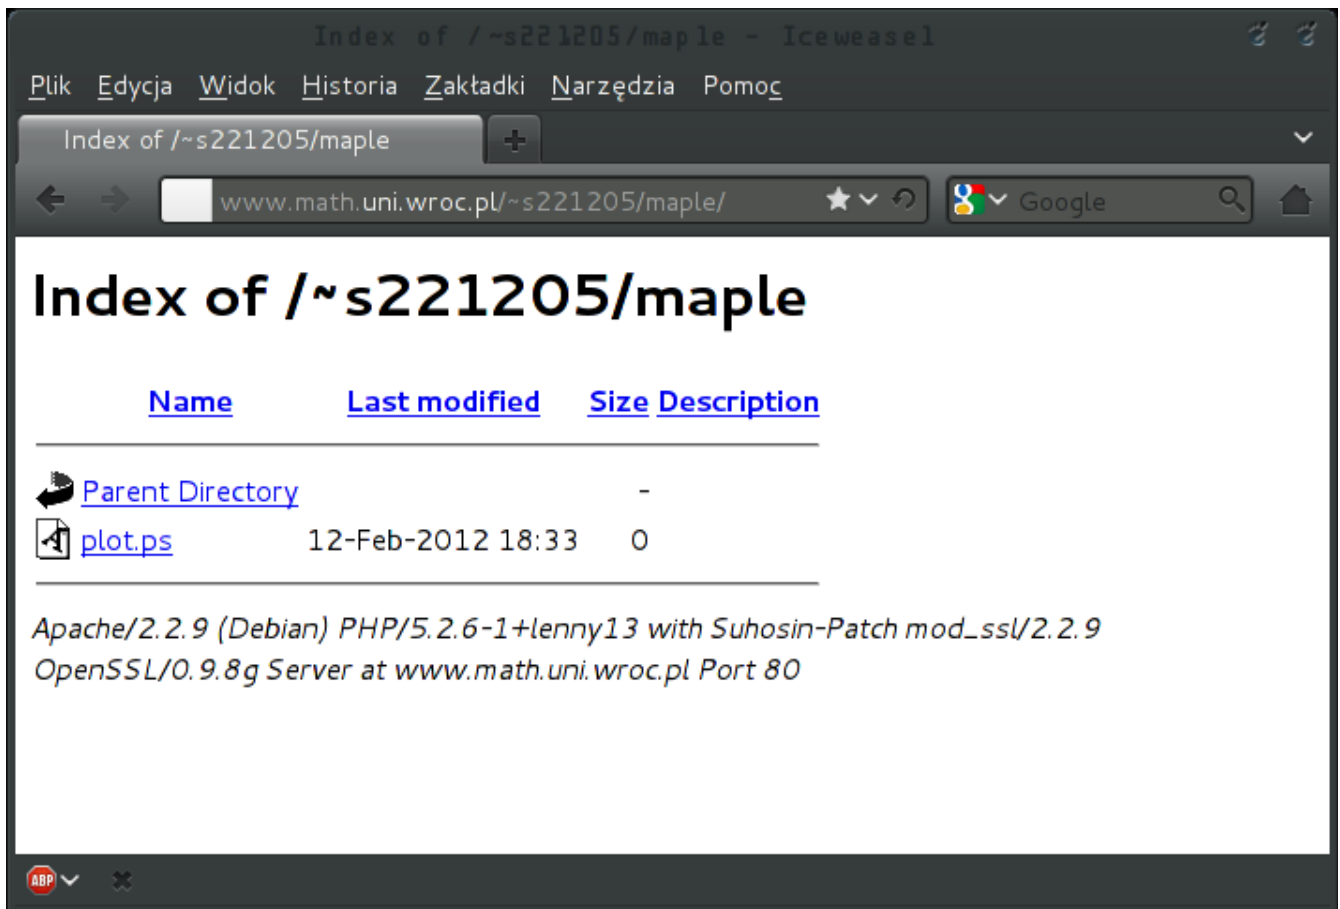 Index of /~s221205/maple - Iceweasel
Plik Edycja Widok Historia Zakładki Narzędzia Pomoc
Index of /~s221205/maple
www.math.uni.wroc.pl/~s221205/maple/ Google
Index of /~s221205/maple
Name Last modified Size Description
Parent Directory -
plot.ps 12-Feb-2012 18:33 0
Apache/2.2.9 (Debian) PHP/5.2.6-1+lenny13 with Suhosin-Patch mod_ssl/2.2.9
OpenSSL/0.9.8g Server at www.math.uni.wroc.pl Port 80
ABP